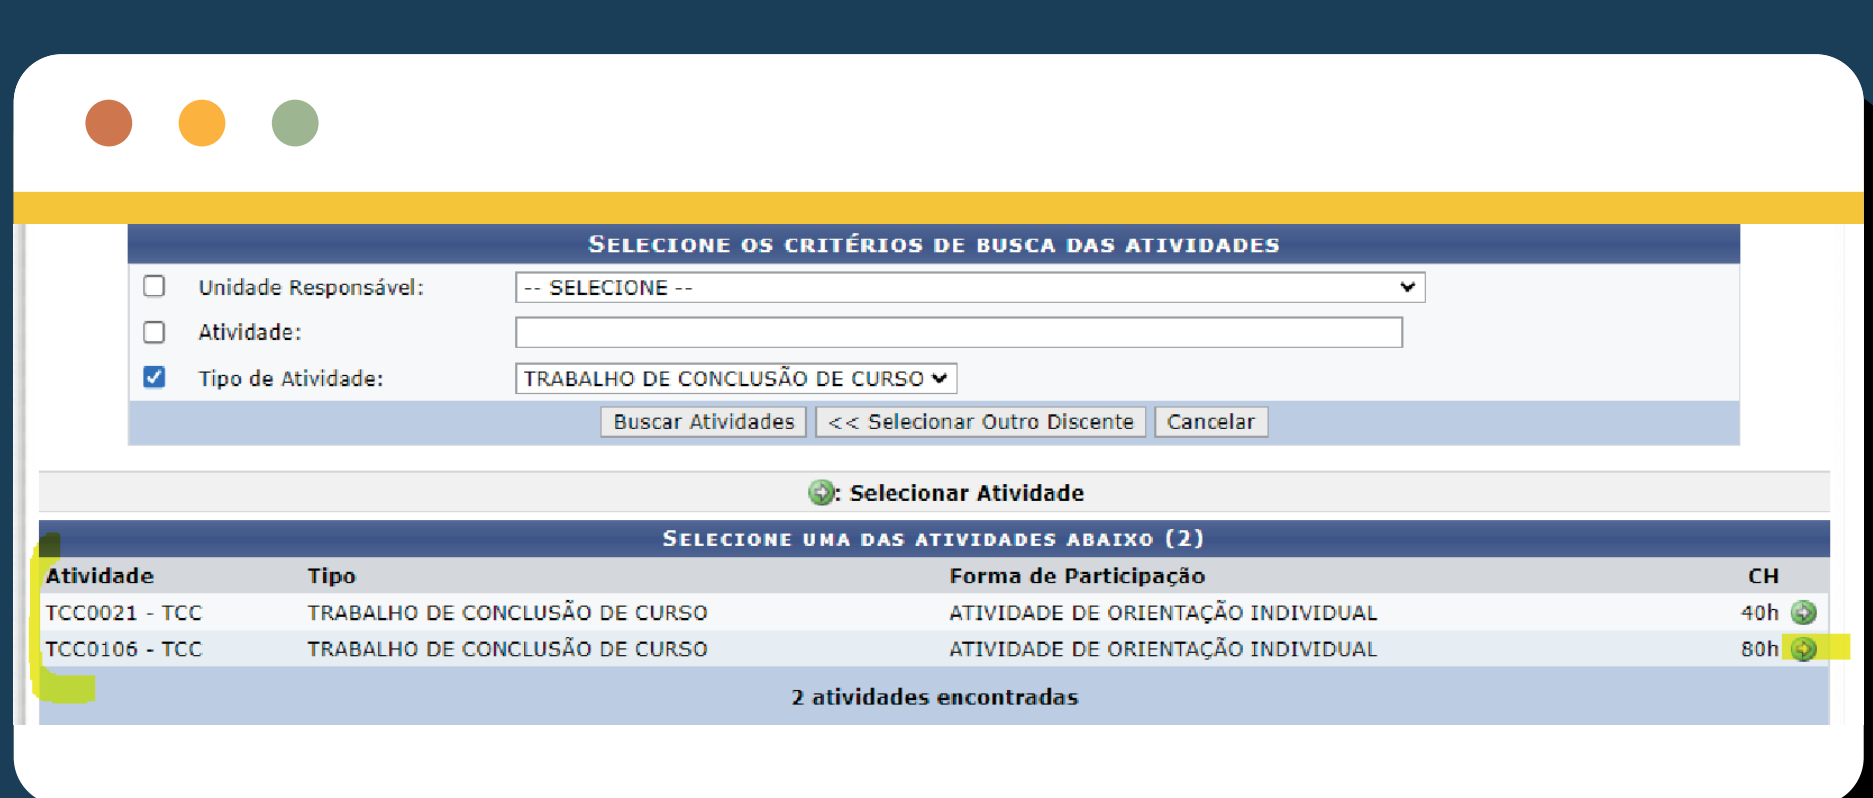 SELECIONE OS CRITÉRIOS DE BUSCA DAS ATIVIDADES
Unidade Responsável: -- SELECIONE --
Atividade:
Tipo de Atividade: TRABALHO DE CONCLUSÃO DE CURSO
Buscar Atividades << Selecionar Outro Discente Cancelar
: Selecionar Atividade
SELECIONE UMA DAS ATIVIDADES ABAIXO (2)
Atividade Tipo Forma de Participação CH
TCC0021 - TCC TRABALHO DE CONCLUSÃO DE CURSO ATIVIDADE DE ORIENTAÇÃO INDIVIDUAL 40h
TCC0106 - TCC TRABALHO DE CONCLUSÃO DE CURSO ATIVIDADE DE ORIENTAÇÃO INDIVIDUAL 80h
2 atividades encontradas